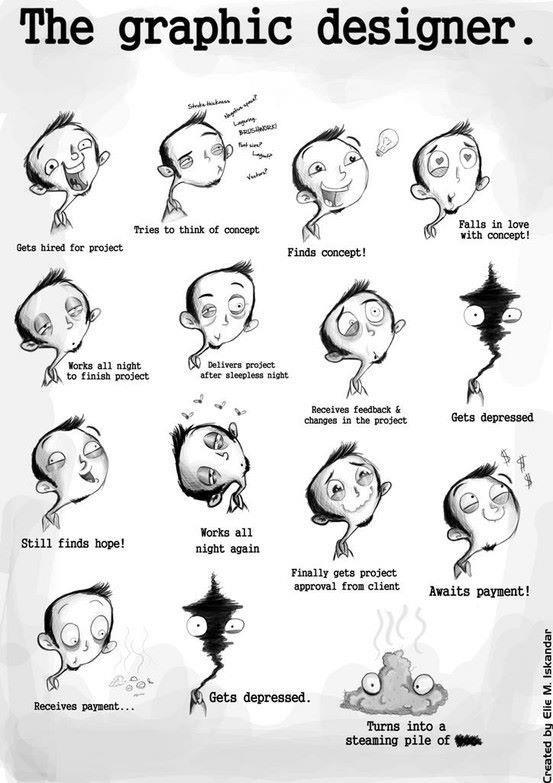 The graphic designer.
Stroke thickness
Negative space?
Layering.
BRUSHWORK!
Font size?
Layout?
Vectors?
Gets hired for project
Tries to think of concept
Finds concept!
Falls in love
with concept!
Works all night
to finish project
Delivers project
after sleepless night
Receives feedback &
changes in the project
Gets depressed
Still finds hope!
Works all
night again
Finally gets project
approval from client
$ $ $
Awaits payment!
Receives payment...
Gets depressed.
Turns into a
steaming pile of
Created by Elie M. Iskandar